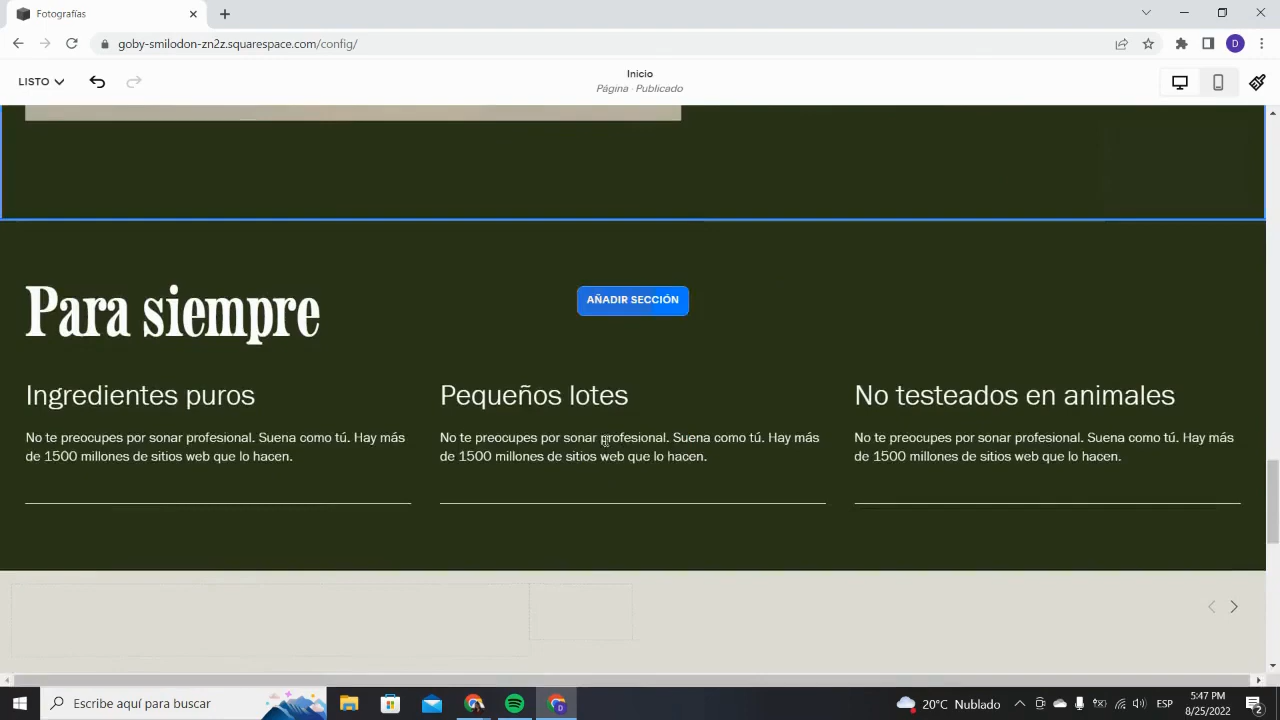 Fotografías
goby-smilodon-zn2z.squarespace.com/config/
D
LISTO
Inicio
Página · Publicado
Para siempre
AÑADIR SECCIÓN
Ingredientes puros
No te preocupes por sonar profesional. Suena como tú. Hay más
de 1500 millones de sitios web que lo hacen.
Pequeños lotes
No te preocupes por sonar profesional. Suena como tú. Hay más
de 1500 millones de sitios web que lo hacen.
No testeados en animales
No te preocupes por sonar profesional. Suena como tú. Hay más
de 1500 millones de sitios web que lo hacen.
Escribe aquí para buscar
D
20°C Nublado
ESP
5:47 PM
8/25/2022
2